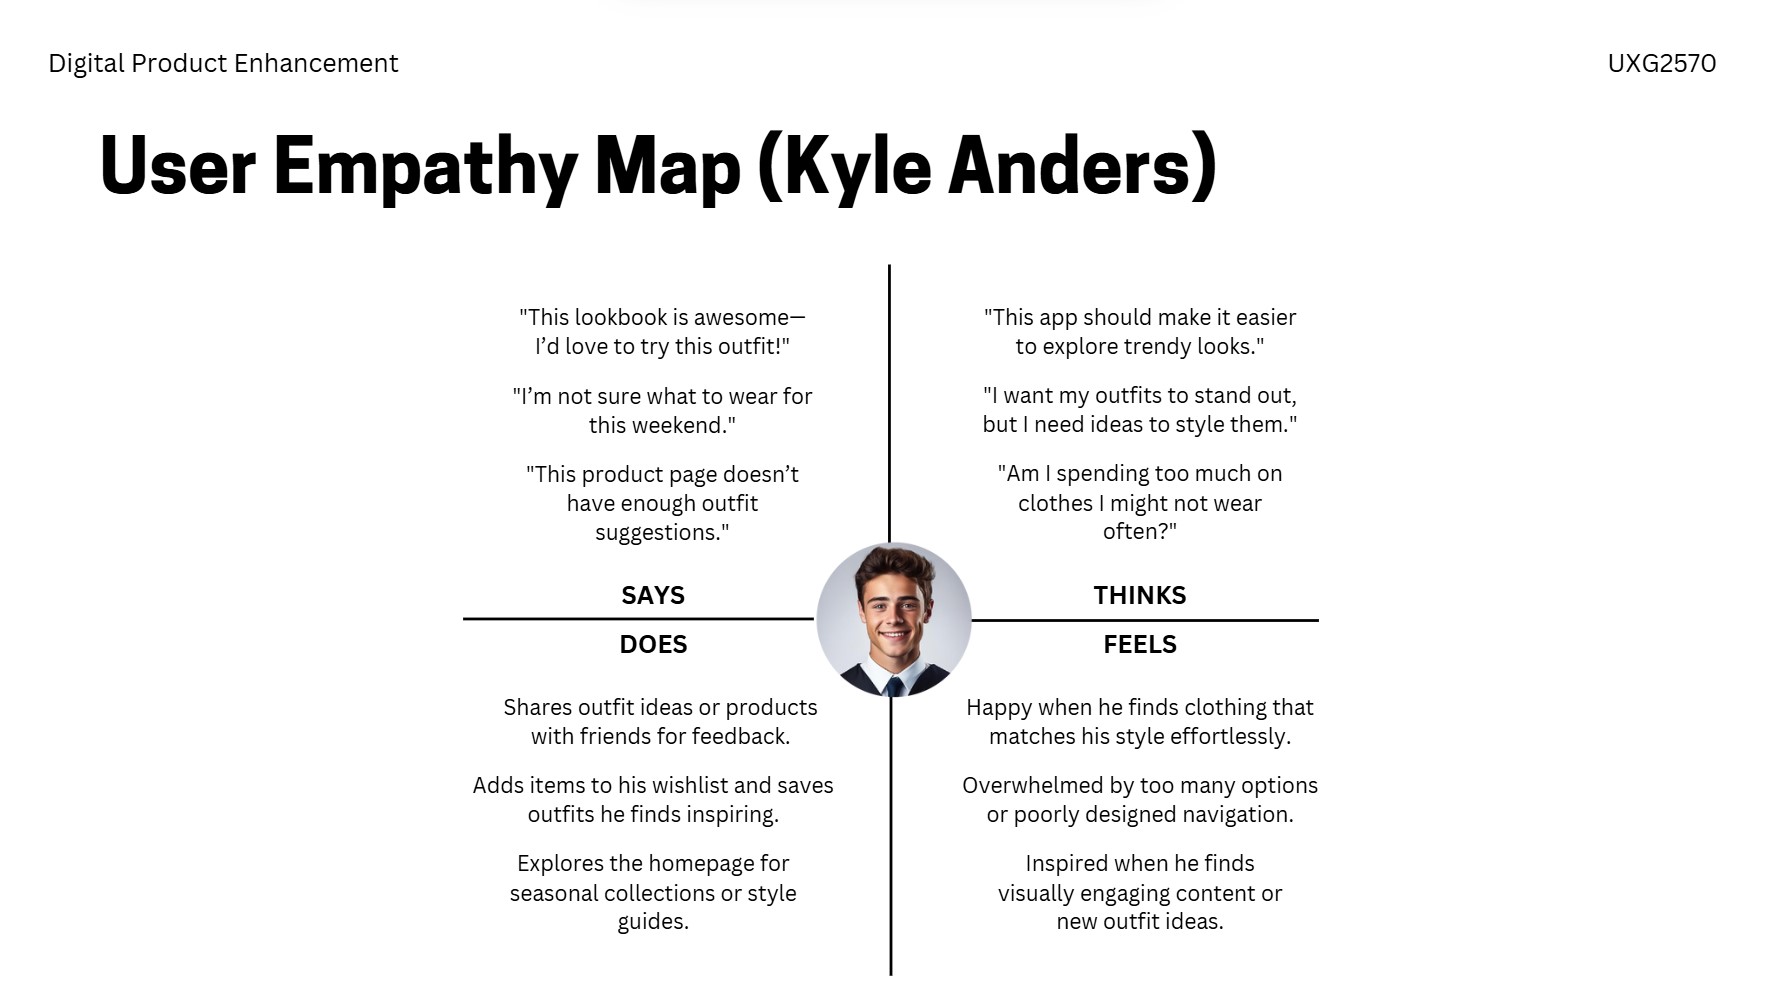 Digital Product Enhancement
UXG2570
User Empathy Map (Kyle Anders)
"This lookbook is awesome—
I’d love to try this outfit!"
"I’m not sure what to wear for
this weekend."
"This product page doesn’t
have enough outfit
suggestions."
SAYS
"This app should make it easier
to explore trendy looks."
"I want my outfits to stand out,
but I need ideas to style them."
"Am I spending too much on
clothes I might not wear
often?"
THINKS
DOES
Shares outfit ideas or products
with friends for feedback.
Adds items to his wishlist and saves
outfits he finds inspiring.
Explores the homepage for
seasonal collections or style
guides.
FEELS
Happy when he finds clothing that
matches his style effortlessly.
Overwhelmed by too many options
or poorly designed navigation.
Inspired when he finds
visually engaging content or
new outfit ideas.